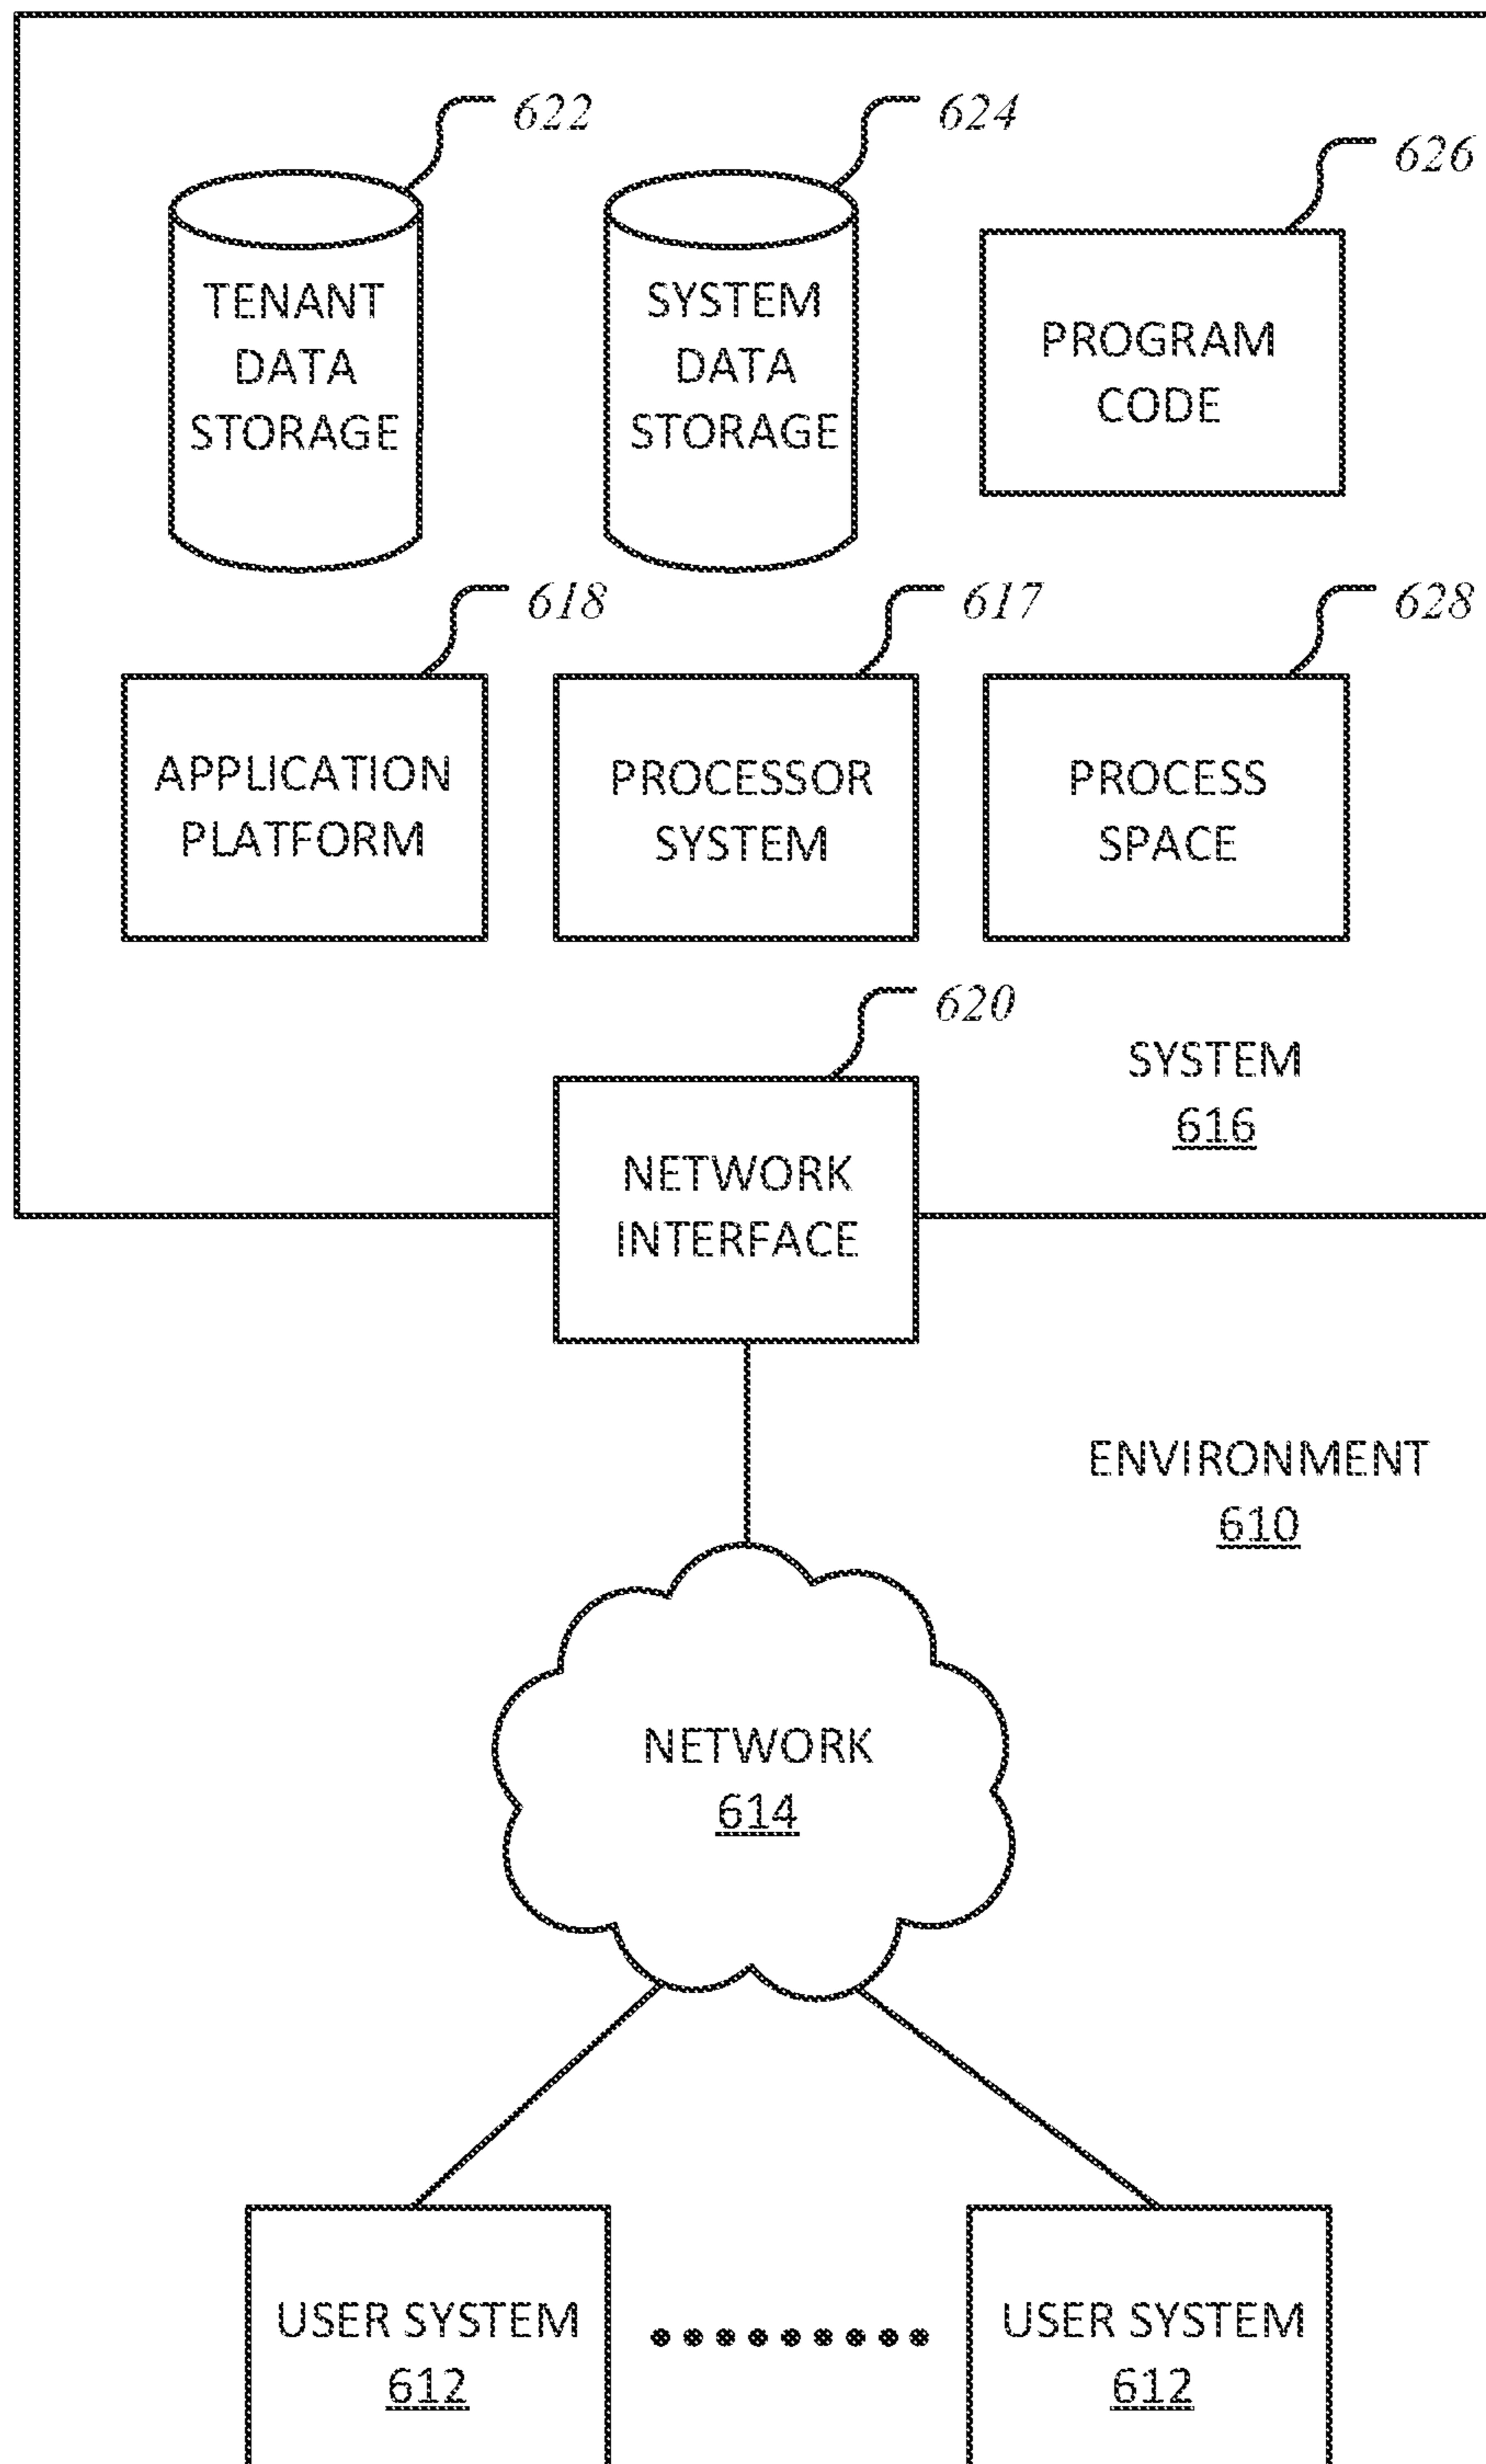 622
624
626
TENANT
DATA
STORAGE
SYSTEM
DATA
STORAGE
PROGRAM
CODE
618
617
628
APPLICATION
PLATFORM
PROCESSOR
SYSTEM
PROCESS
SPACE
620
SYSTEM
616
NETWORK
INTERFACE
ENVIRONMENT
610
NETWORK
614
USER SYSTEM
612
USER SYSTEM
612